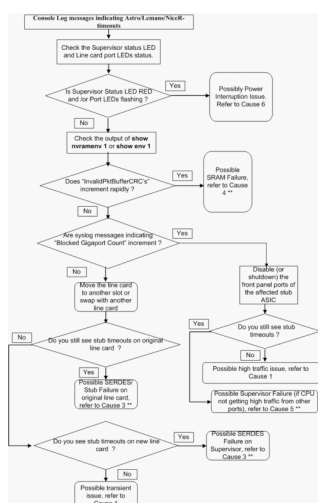 Console Log messages indicating Astro/Lemans/NiceR-
timeouts
Check the Supervisor status LED
and Line card port LEDs status.
Is Supervisor Status LED RED
and /or Port LEDs flashing ?
Yes
Possibly Power
Interruption Issue.
Refer to Cause 6
No
Check the output of show
nvramenv 1 or show env 1
Does "InvalidPktBufferCRC's"
increment rapidly ?
Yes
Possible
SRAM Failure,
refer to Cause
4 **
No
Are syslog messages indicating
"Blocked Gigaport Count" increment ?
Yes
No
Move the line card
to another slot or
swap with another
line card
Disable (or
shutdown) the
front panel ports of
the affected stub
ASIC
No
Do you still see stub timeouts on original
line card ?
Yes
Do you still see stub
timeouts ?
No
Possible high traffic issue, refer to
Cause 1
Yes
Possible SERDES/
Stub Failure on
original line card,
refer to Cause 3 **
Possible Supervisor Failure (if CPU
not getting high traffic from other
ports), refer to Cause 5 **
Do you see stub timeouts on new line
card ?
Yes
Possible SERDES
Failure on
Supervisor, refer to
Cause 3 **
No
Possible transient
issue, refer to